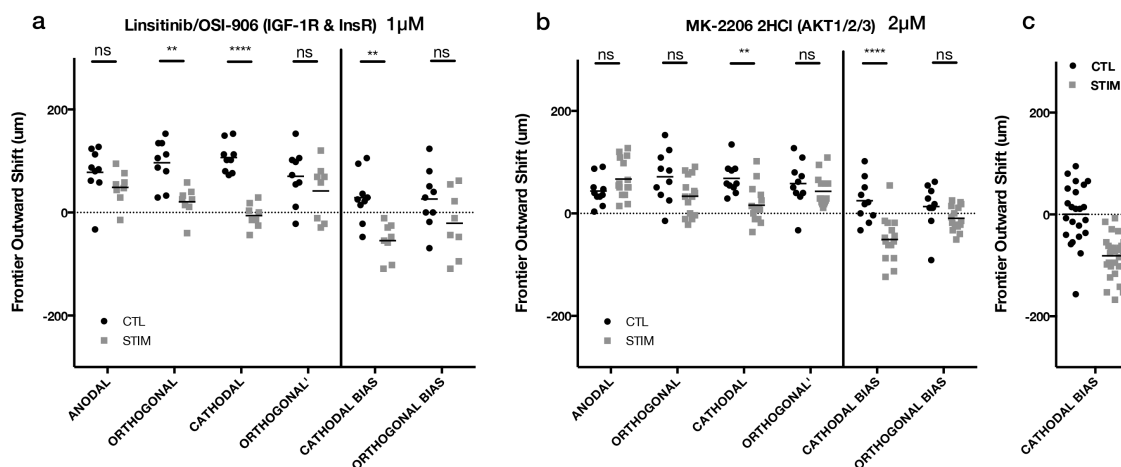 a
Linsitinib/OSI-906 (IGF-1R & InsR) 1µM
ns ** **** ns ** ns
Frontier Outward Shift (um)
200
0
-200
CTL
STIM
ANODAL
ORTHOGONAL
CATHODAL
ORTHOGONAL'
CATHODAL BIAS
ORTHOGONAL BIAS
b
MK-2206 2HCl (AKT1/2/3) 2µM
ns ns ** ns **** ns
Frontier Outward Shift (um)
200
0
-200
CTL
STIM
ANODAL
ORTHOGONAL
CATHODAL
ORTHOGONAL'
CATHODAL BIAS
ORTHOGONAL BIAS
c
CTL
STIM
Frontier Outward Shift (um)
200
0
-200
CATHODAL BIAS